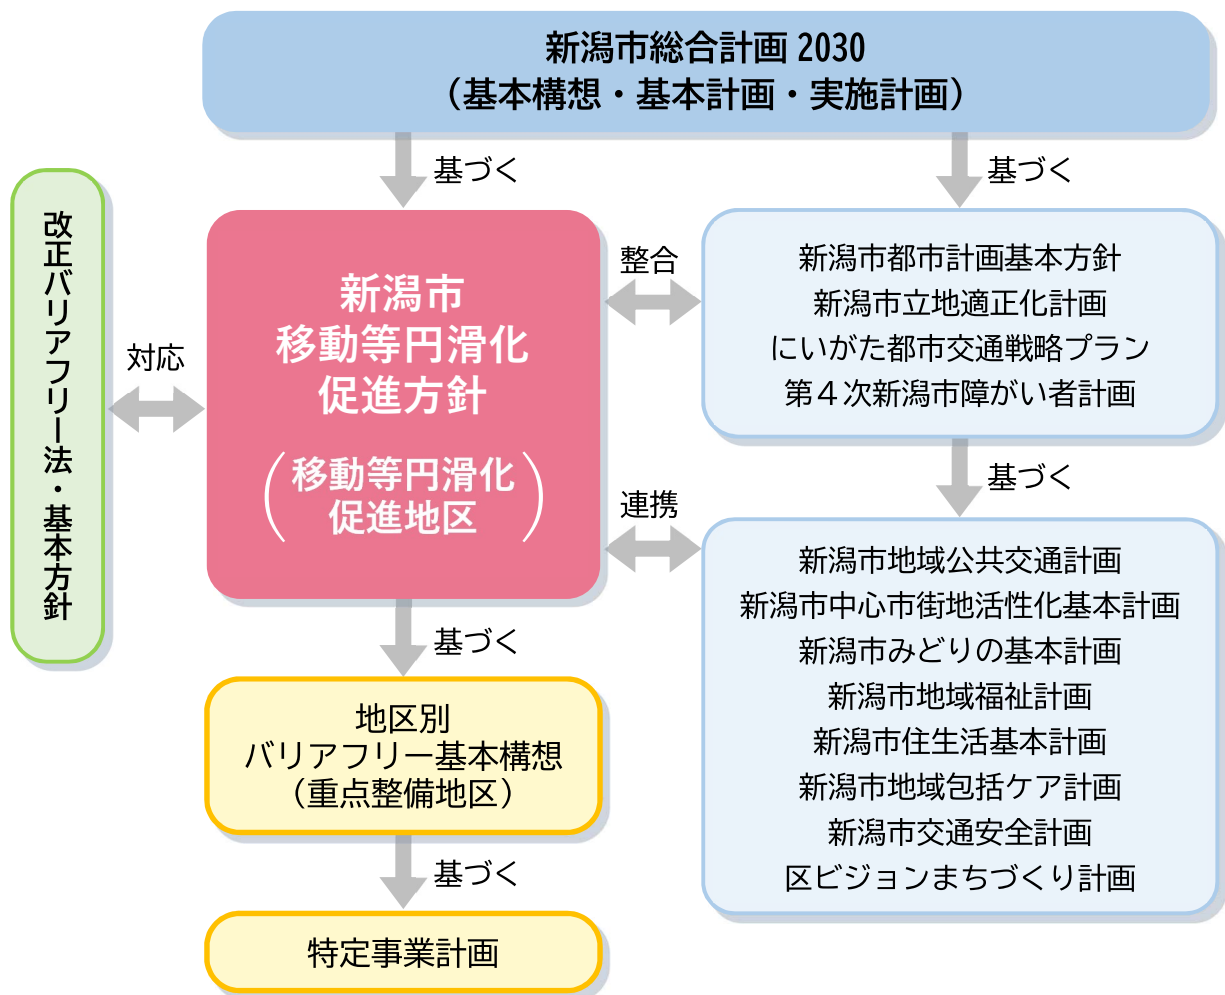 新潟市総合計画 2030
（基本構想・基本計画・実施計画）
基づく
基づく
改正バリアフリー法・基本方針
対応
新潟市
移動等円滑化
促進方針
（移動等円滑化
促進地区）
整合
新潟市都市計画基本方針
新潟市立地適正化計画
にいがた都市交通戦略プラン
第４次新潟市障がい者計画
基づく
連携
新潟市地域公共交通計画
新潟市中心市街地活性化基本計画
新潟市みどりの基本計画
新潟市地域福祉計画
新潟市住生活基本計画
新潟市地域包括ケア計画
新潟市交通安全計画
区ビジョンまちづくり計画
基づく
地区別
バリアフリー基本構想
（重点整備地区）
基づく
特定事業計画